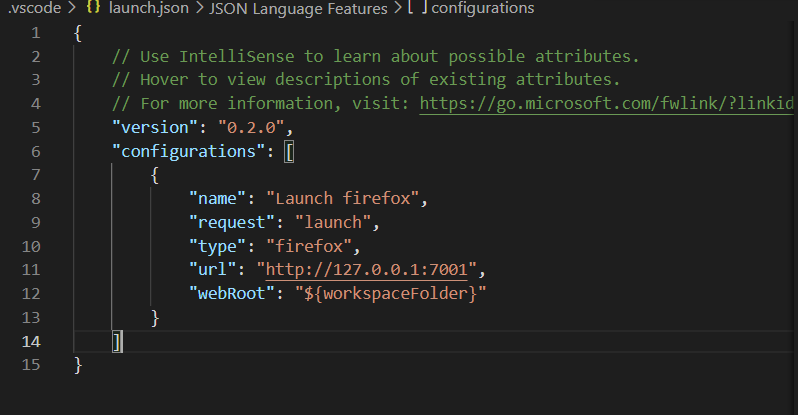 .vscode > {} launch.json > JSON Language Features > [ ] configurations
1 {
2 // Use IntelliSense to learn about possible attributes.
3 // Hover to view descriptions of existing attributes.
4 // For more information, visit: https://go.microsoft.com/fwlink/?linkid
5 "version": "0.2.0",
6 "configurations": [
7 {
8 "name": "Launch firefox",
9 "request": "launch",
10 "type": "firefox",
11 "url": "http://127.0.0.1:7001",
12 "webRoot": "${workspaceFolder}"
13 }
14 ]
15 }